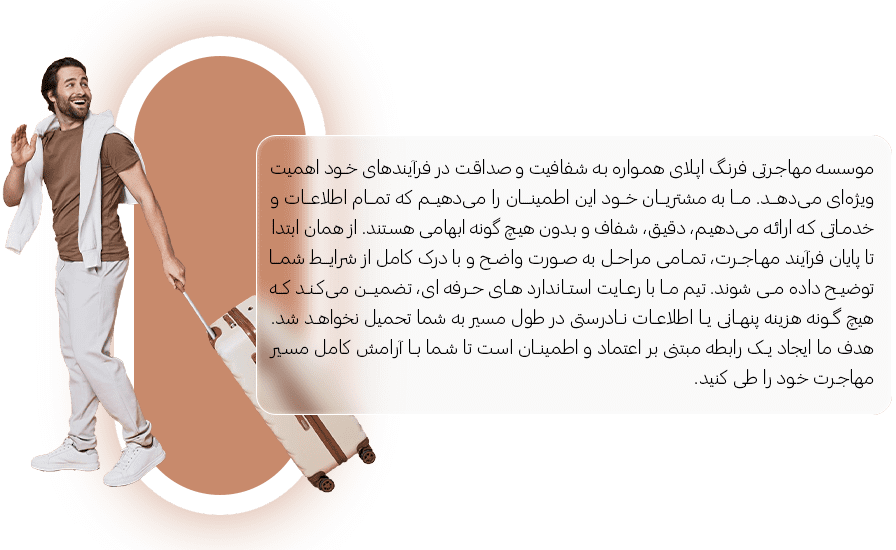 موسسه مهاجرتی فرنگ اپلای همواره به شفافیت و صداقت در فرآیندهای خود اهمیت
ویژه‌ای می‌دهد. ما به مشتریان خود این اطمینان را می‌دهیم که تمام اطلاعات و
خدماتی که ارائه می‌دهیم، دقیق، شفاف و بدون هیچ گونه ابهامی هستند. از همان ابتدا
تا پایان فرآیند مهاجرت، تمامی مراحل به صورت واضح و با درک کامل از شرایط شما
توضیح داده می شوند. تیم ما با رعایت استاندارد های حرفه ای، تضمین می‌کند که
هیچ گونه هزینه پنهانی یا اطلاعات نادرستی در طول مسیر به شما تحمیل نخواهد شد.
هدف ما ایجاد یک رابطه مبتنی بر اعتماد و اطمینان است تا شما با آرامش کامل مسیر
مهاجرت خود را طی کنید.